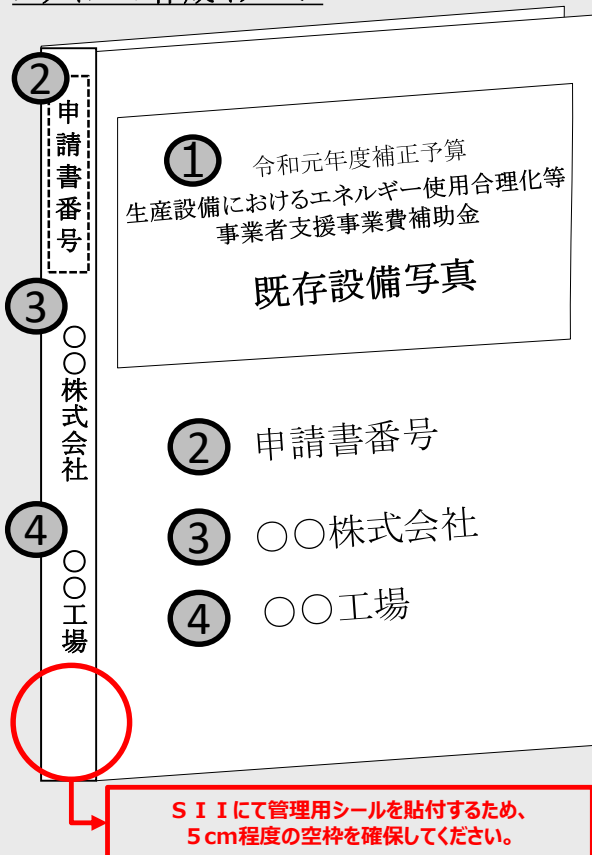 ②
申請書番号
③
○○株式会社
④
○○工場
①
令和元年度補正予算
生産設備におけるエネルギー使用合理化等
事業者支援事業費補助金
既存設備写真
② 申請書番号
③ ○○株式会社
④ ○○工場
ＳＩＩにて管理用シールを貼付するため、
５cm程度の空枠を確保してください。